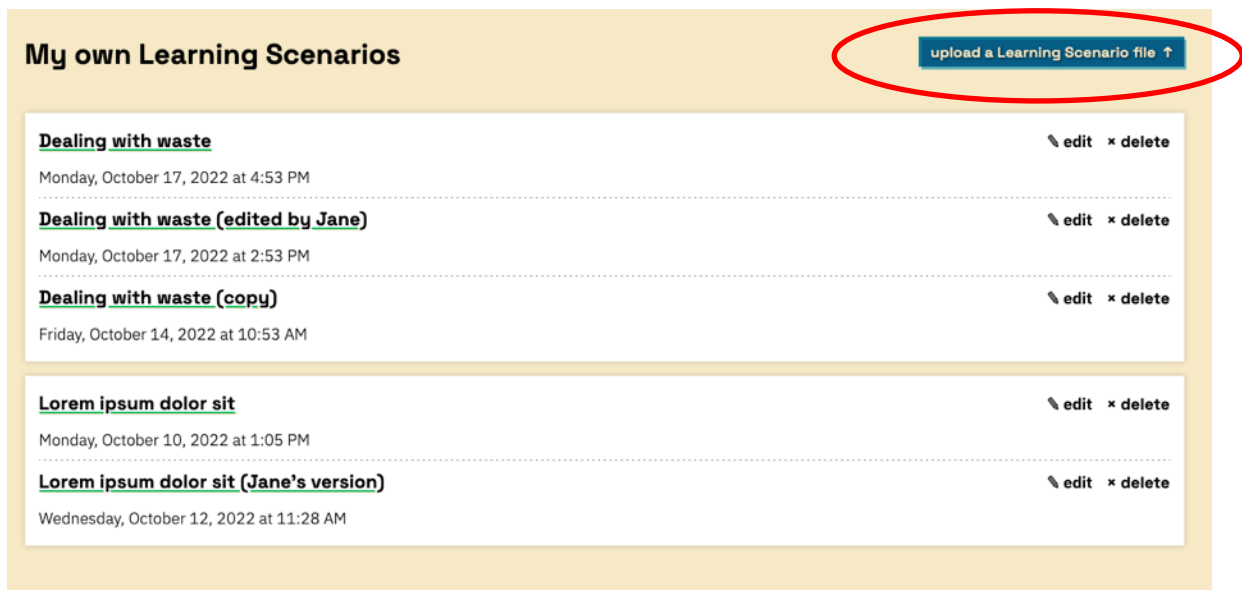 My own Learning Scenarios
upload a Learning Scenario file ↑
Dealing with waste
✎ edit × delete
Monday, October 17, 2022 at 4:53 PM
Dealing with waste (edited by Jane)
✎ edit × delete
Monday, October 17, 2022 at 2:53 PM
Dealing with waste (copy)
✎ edit × delete
Friday, October 14, 2022 at 10:53 AM
Lorem ipsum dolor sit
✎ edit × delete
Monday, October 10, 2022 at 1:05 PM
Lorem ipsum dolor sit (Jane’s version)
✎ edit × delete
Wednesday, October 12, 2022 at 11:28 AM